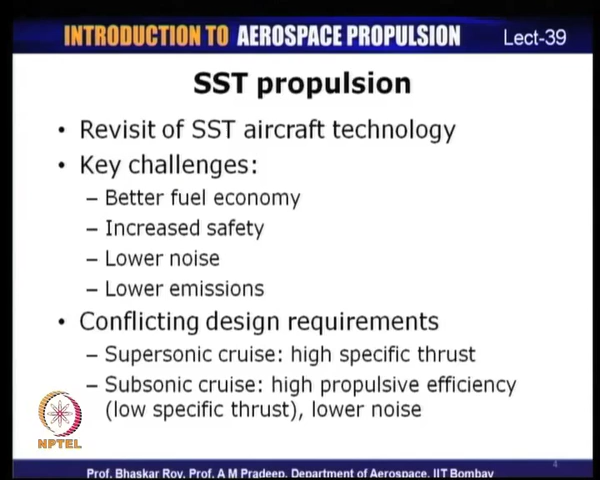 INTRODUCTION TO AEROSPACE PROPULSION Lect-39
SST propulsion
• Revisit of SST aircraft technology
• Key challenges:
– Better fuel economy
– Increased safety
– Lower noise
– Lower emissions
• Conflicting design requirements
– Supersonic cruise: high specific thrust
– Subsonic cruise: high propulsive efficiency
(low specific thrust), lower noise
NPTEL
4
Prof. Bhaskar Roy, Prof. A M Pradeep, Department of Aerospace, IIT Bombay